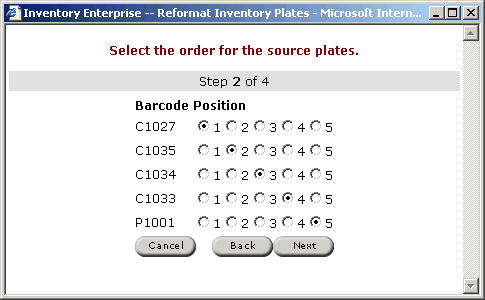 Inventory Enterprise -- Reformat Inventory Plates - Microsoft Intern...
Select the order for the source plates.
Step 2 of 4
Barcode Position
C1027 1 2 3 4 5
C1035 1 2 3 4 5
C1034 1 2 3 4 5
C1033 1 2 3 4 5
P1001 1 2 3 4 5
Cancel Back Next